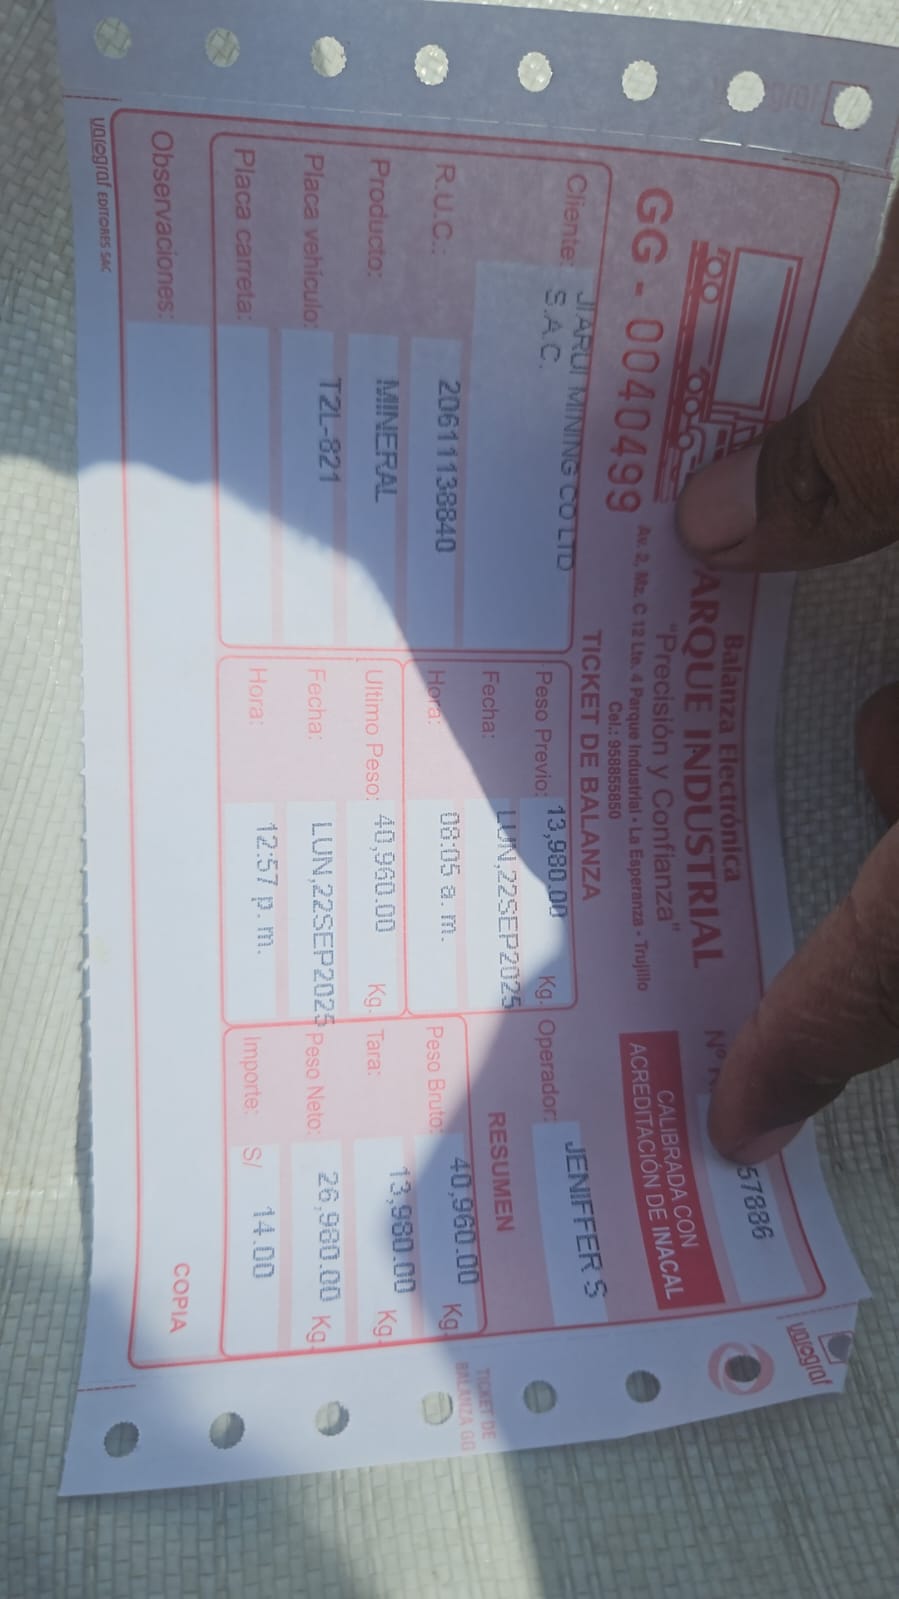 Balanza Electrónica
ARQUE INDUSTRIAL
"Precisión y Confianza"
GG - 0040499
Av. 2, Mz. C 12 Lte. 4 Parque Industrial - La Esperanza - Trujillo
Cel.: 958855850
Nº
57886
CALIBRADA CON
ACREDITACIÓN DE INACAL
TICKET DE BALANZA
Cliente: JIARUI MINING CO LTD
S.A.C.
R.U.C.: 20611138840
Producto: MINERAL
Placa vehículo: T2L-821
Placa carreta:
Observaciones:
Peso Previo: 13,980.00 Kg.
Fecha: LUN,22SEP2025
Hora: 08:05 a.m.
Ultimo Peso: 40,960.00 Kg.
Fecha: LUN,22SEP2025
Hora: 12:57 p.m.
Operador: JENIFFER S
RESUMEN
Peso Bruto: 40,960.00 Kg.
Tara: 13,980.00 Kg.
Peso Neto: 26,980.00 Kg.
Importe: S/ 14.00
COPIA
varograf EDITORES SAC
varograf
TICKET DE
BALANZA GG